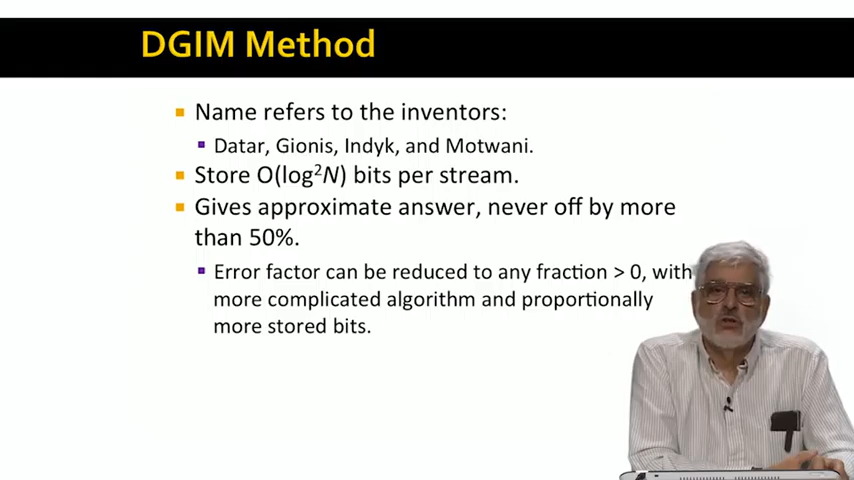 DGIM Method
Name refers to the inventors:
Datar, Gionis, Indyk, and Motwani.
Store O(log²N) bits per stream.
Gives approximate answer, never off by more
than 50%.
Error factor can be reduced to any fraction > 0, with
more complicated algorithm and proportionally
more stored bits.